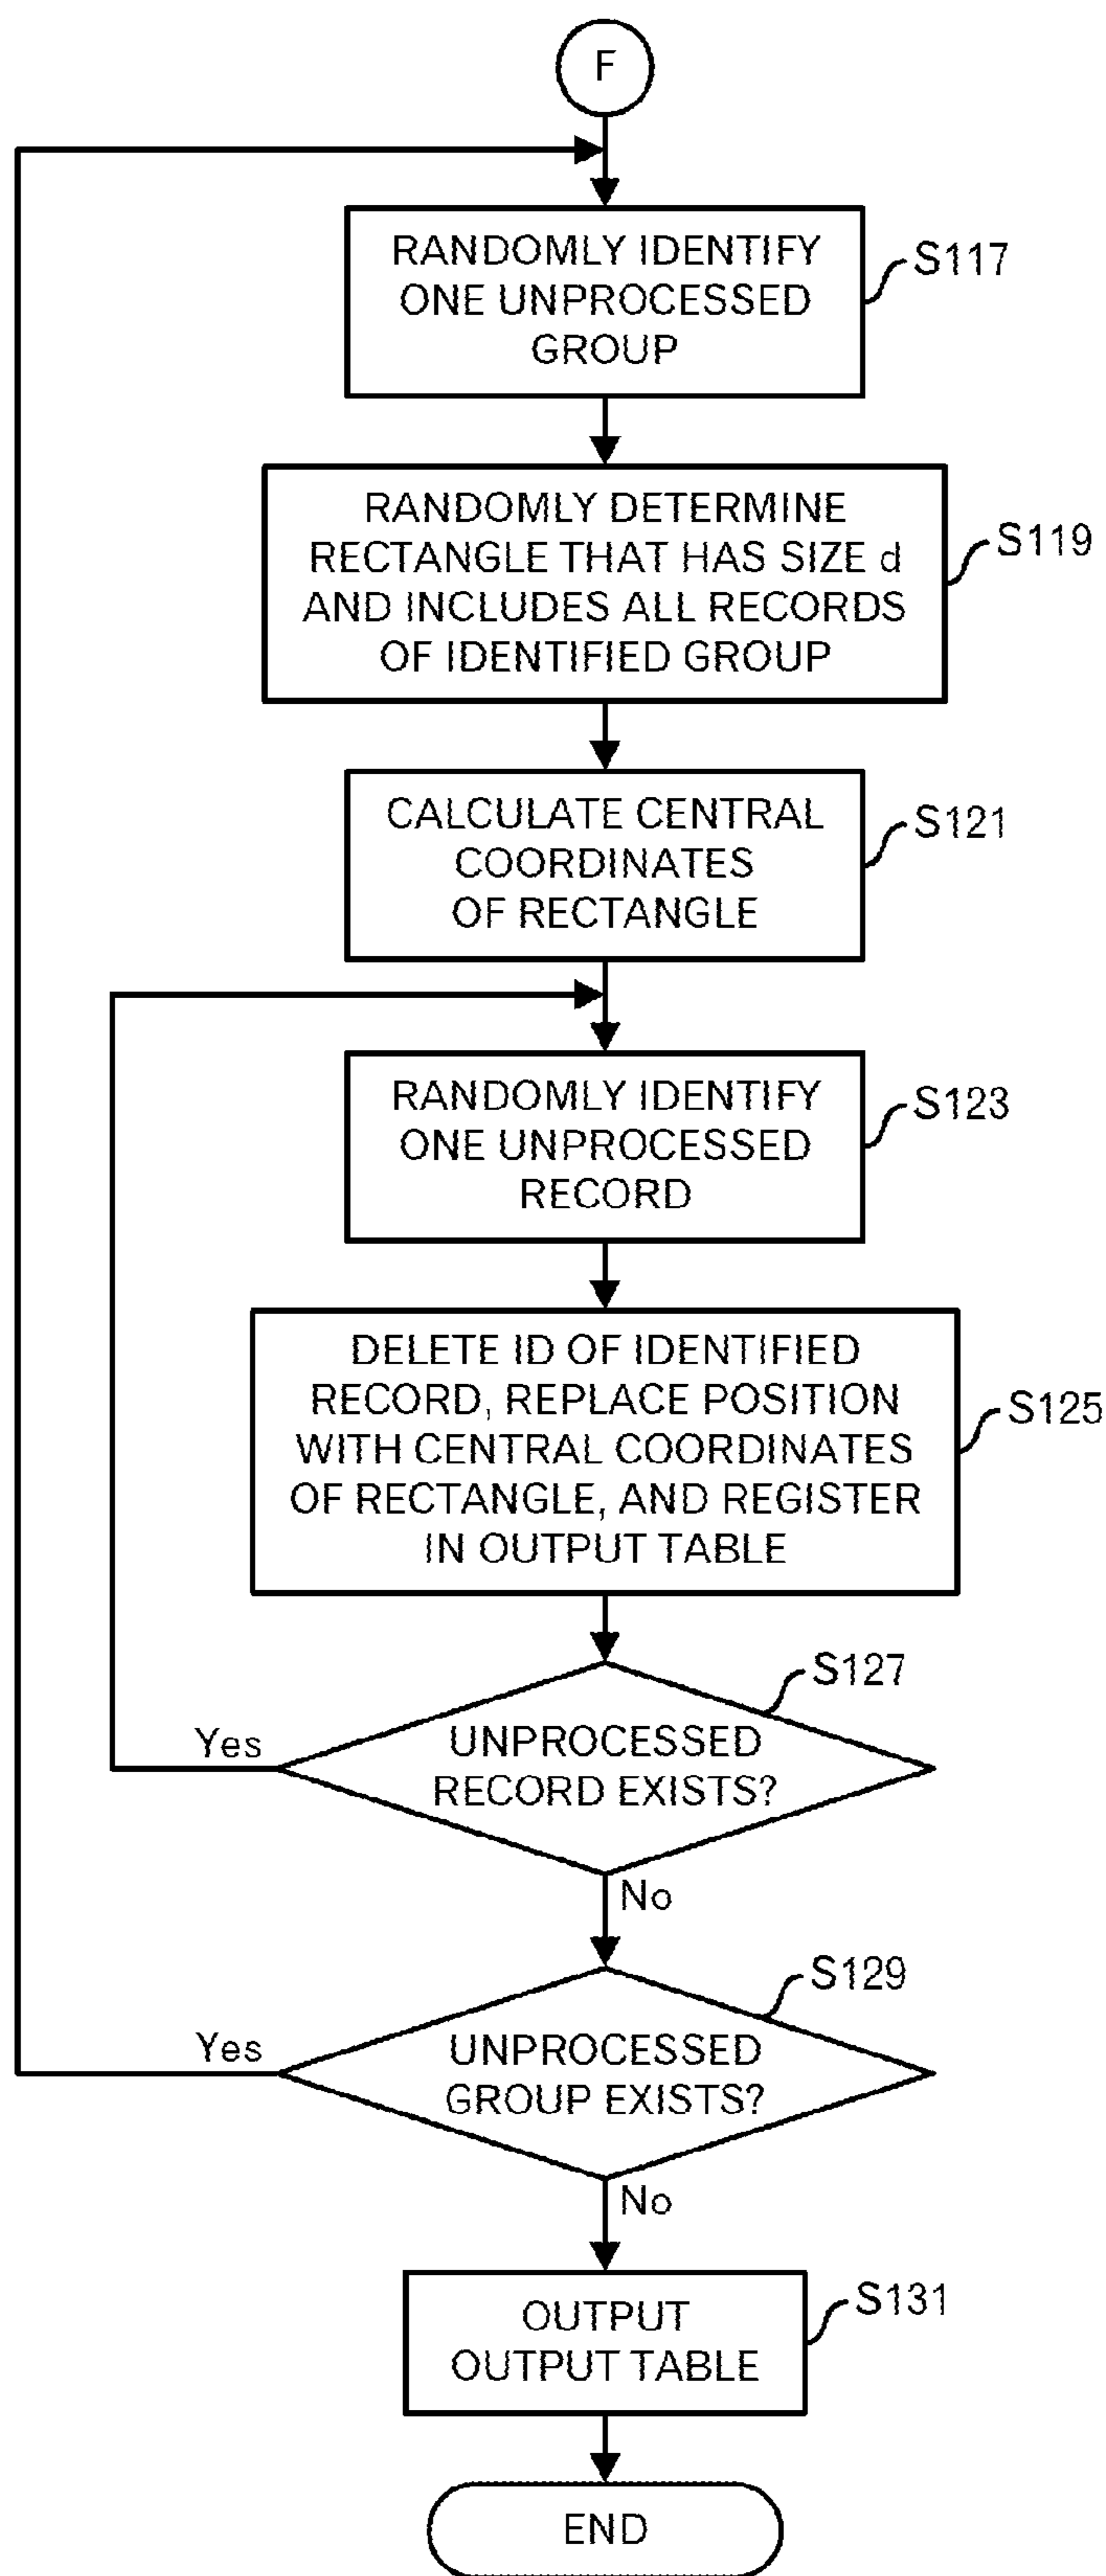 F
RANDOMLY IDENTIFY
ONE UNPROCESSED
GROUP
S117
RANDOMLY DETERMINE
RECTANGLE THAT HAS SIZE d
AND INCLUDES ALL RECORDS
OF IDENTIFIED GROUP
S119
CALCULATE CENTRAL
COORDINATES
OF RECTANGLE
S121
RANDOMLY IDENTIFY
ONE UNPROCESSED
RECORD
S123
DELETE ID OF IDENTIFIED
RECORD, REPLACE POSITION
WITH CENTRAL COORDINATES
OF RECTANGLE, AND REGISTER
IN OUTPUT TABLE
S125
S127
Yes
UNPROCESSED
RECORD EXISTS?
No
S129
Yes
UNPROCESSED
GROUP EXISTS?
No
OUTPUT
OUTPUT TABLE
S131
END